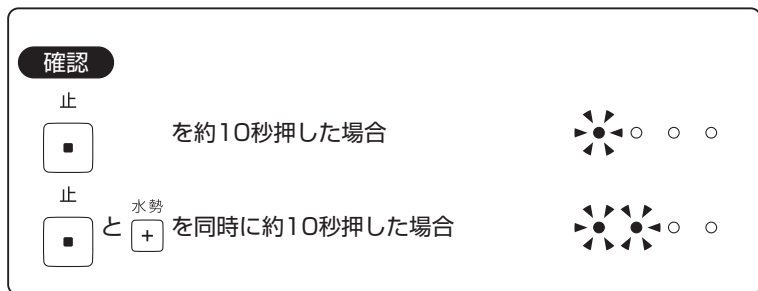 確認
止
を約10秒押した場合
止
水勢
と + を同時に約10秒押した場合